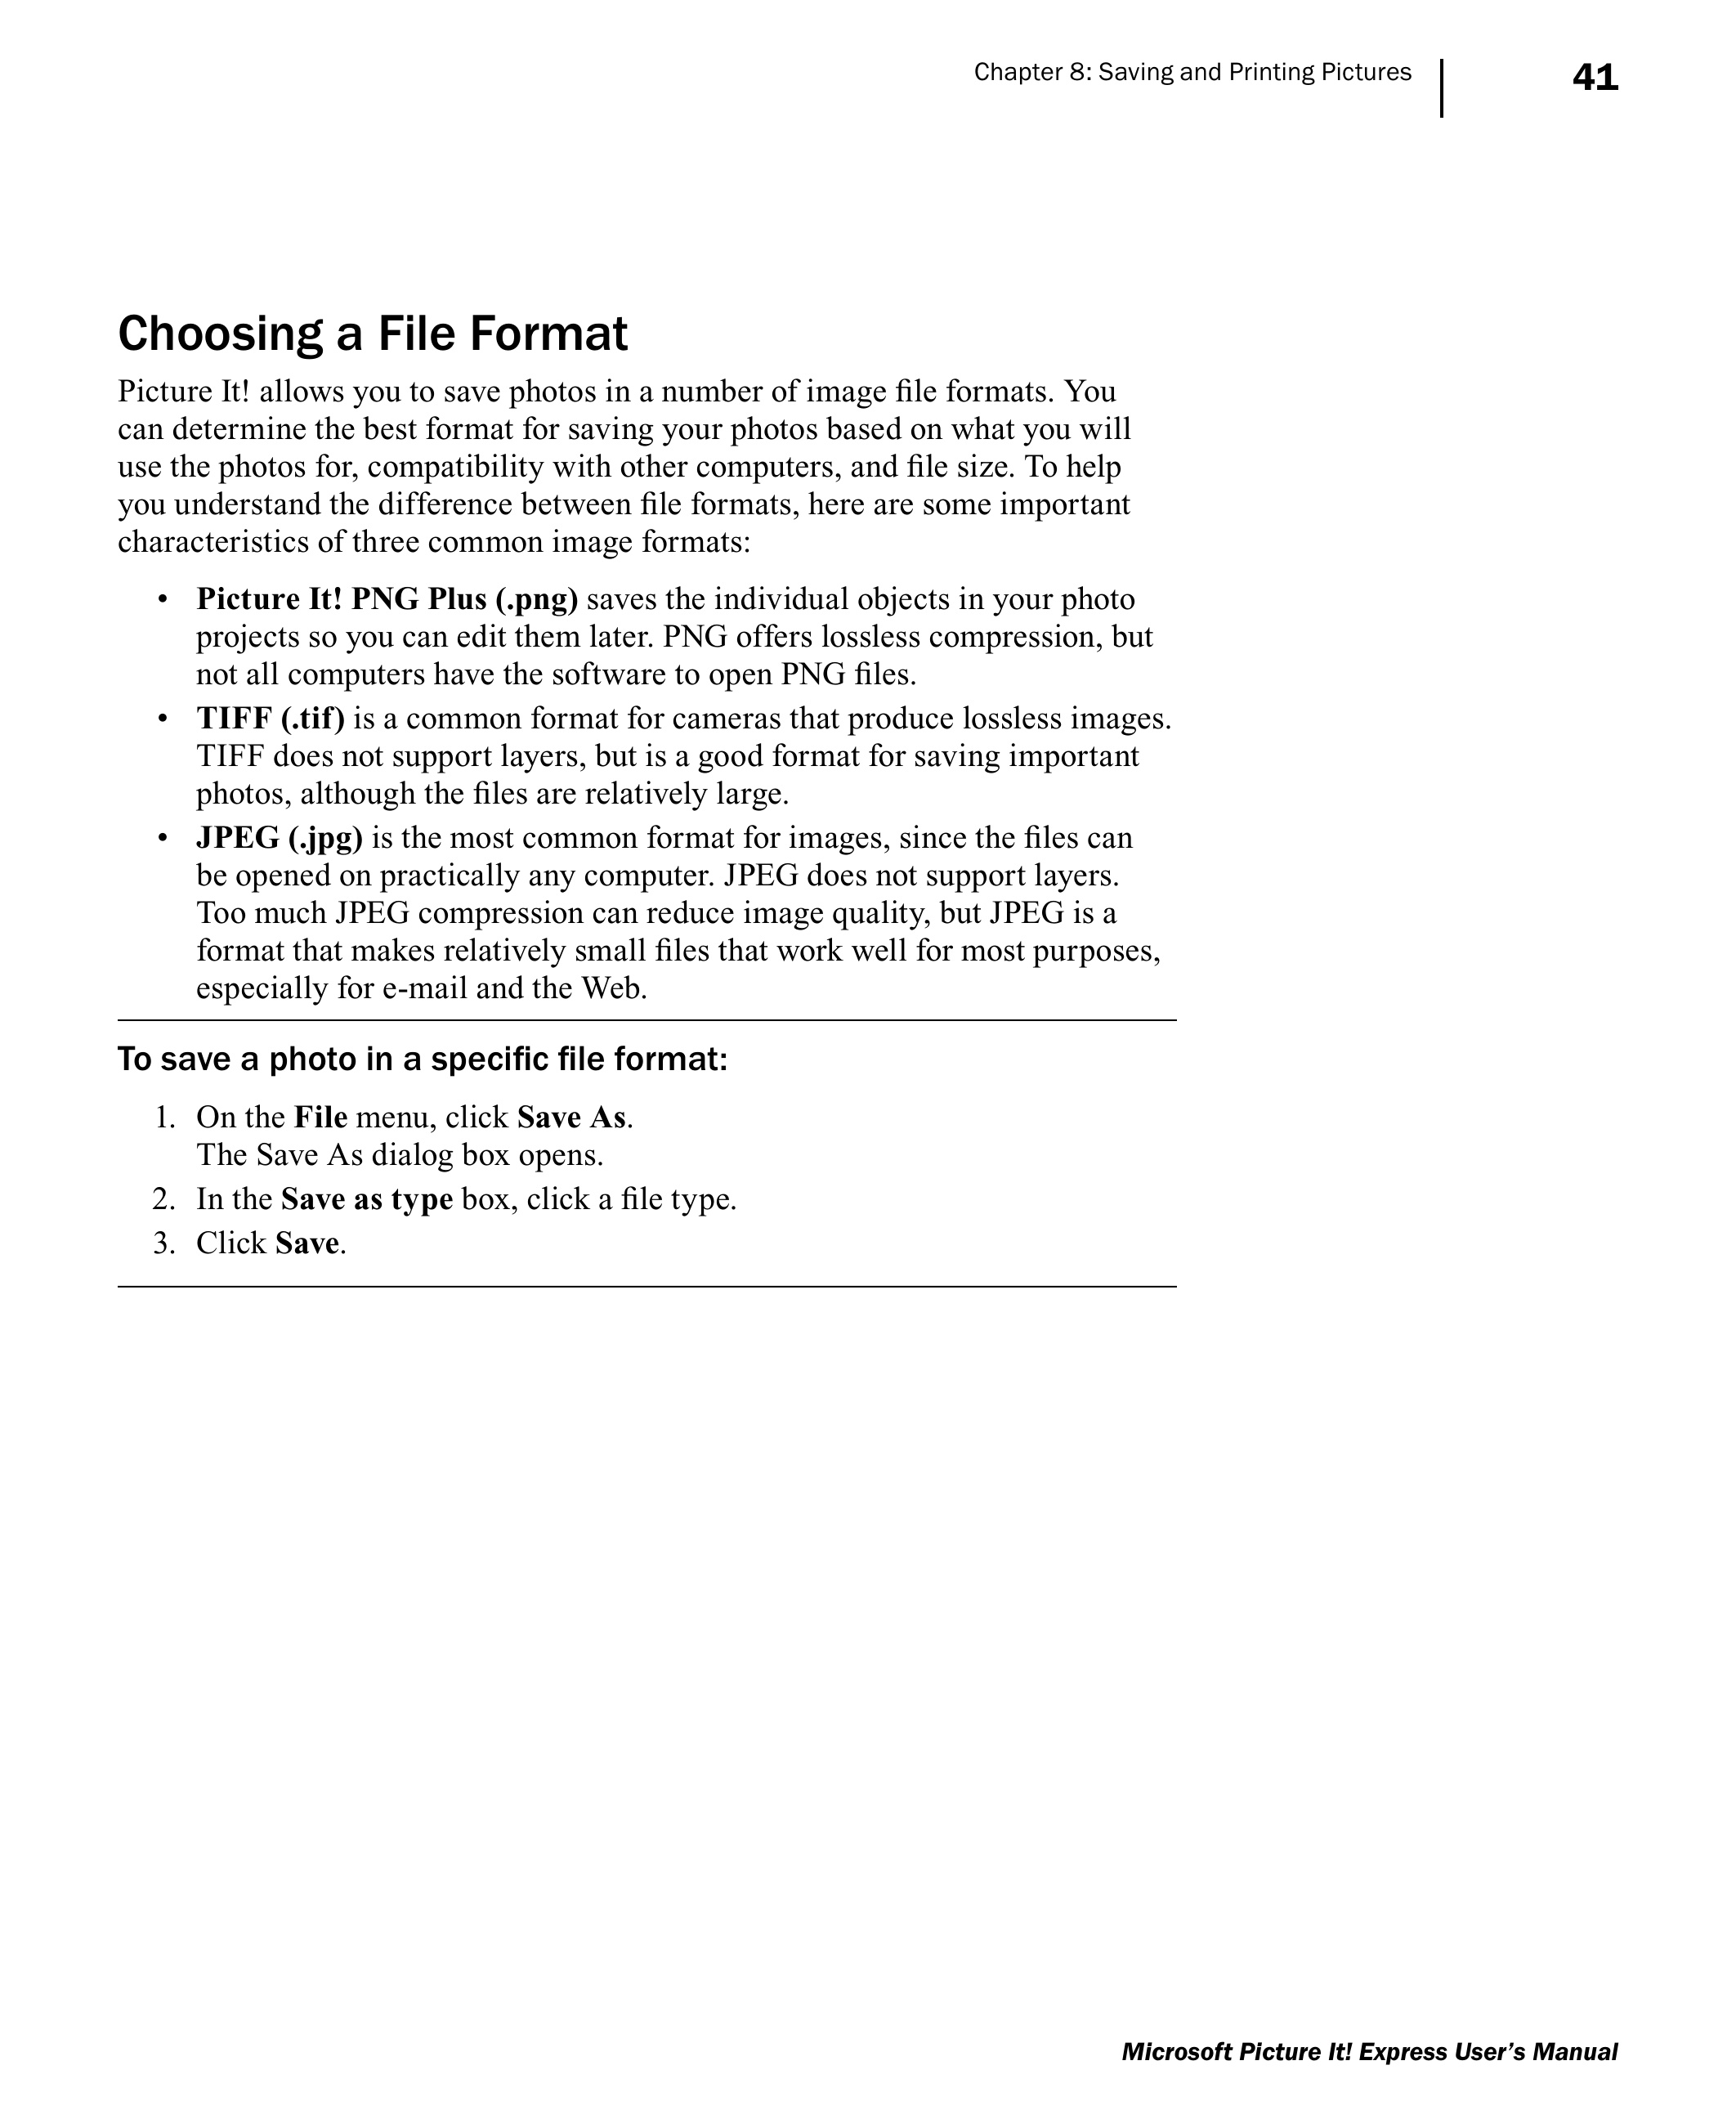 Chapter 8: Saving and Printing Pictures 41
Choosing a File Format
Picture It! allows you to save photos in a number of image file formats. You
can determine the best format for saving your photos based on what you will
use the photos for, compatibility with other computers, and file size. To help
you understand the difference between file formats, here are some important
characteristics of three common image formats:
• Picture It! PNG Plus (.png) saves the individual objects in your photo
projects so you can edit them later. PNG offers lossless compression, but
not all computers have the software to open PNG files.
• TIFF (.tif) is a common format for cameras that produce lossless images.
TIFF does not support layers, but is a good format for saving important
photos, although the files are relatively large.
• JPEG (.jpg) is the most common format for images, since the files can
be opened on practically any computer. JPEG does not support layers.
Too much JPEG compression can reduce image quality, but JPEG is a
format that makes relatively small files that work well for most purposes,
especially for e-mail and the Web.
To save a photo in a specific file format:
1. On the File menu, click Save As.
The Save As dialog box opens.
2. In the Save as type box, click a file type.
3. Click Save.
Microsoft Picture It! Express User’s Manual